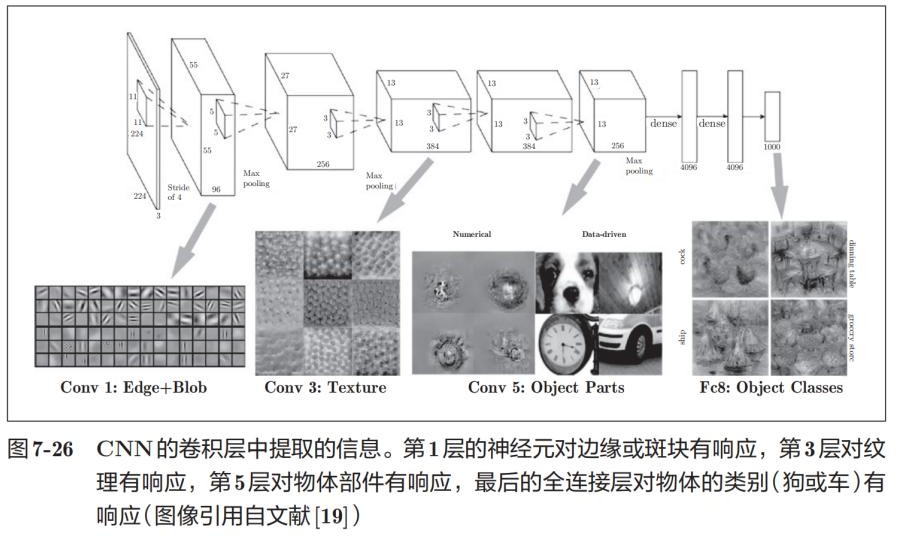 55
27
13
13
13
11
11
224
5
5
55
27
3
3
13
3
3
3
3
13
dense
dense
224
3
Stride
of 4
96
Max
pooling
256
Max
pooling
384
384
256
Max
pooling
4096
4096
1000
Numerical
Data-driven
cock
dinning table
ships
grocery store
Conv 1: Edge+Blob
Conv 3: Texture
Conv 5: Object Parts
Fc8: Object Classes
图7-26 CNN的卷积层中提取的信息。第1层的神经元对边缘或斑块有响应，第3层对纹
理有响应，第5层对物体部件有响应，最后的全连接层对物体的类别（狗或车）有
响应（图像引用自文献[19]）